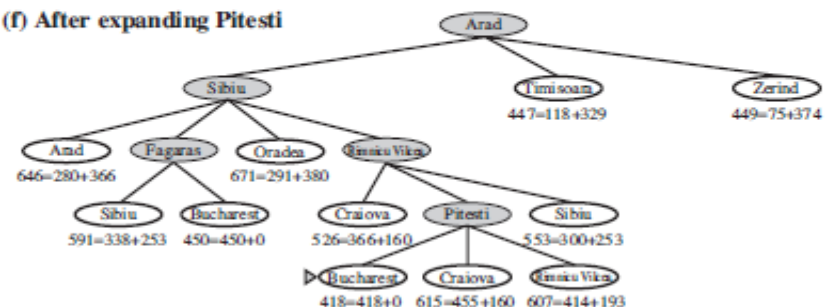 (f) After expanding Pitesti
Arad
Sibiu Timisoara Zerind
447=118+329 449=75+374
Arad Fagaras Oradea Rimnicu Vilcea
646=280+366 671=291+380
Sibiu Bucharest Craiova Pitesti Sibiu
591=338+253 450=450+0 526=366+160 553=300+253
Bucharest Craiova Rimnicu Vilcea
418=418+0 615=455+160 607=414+193